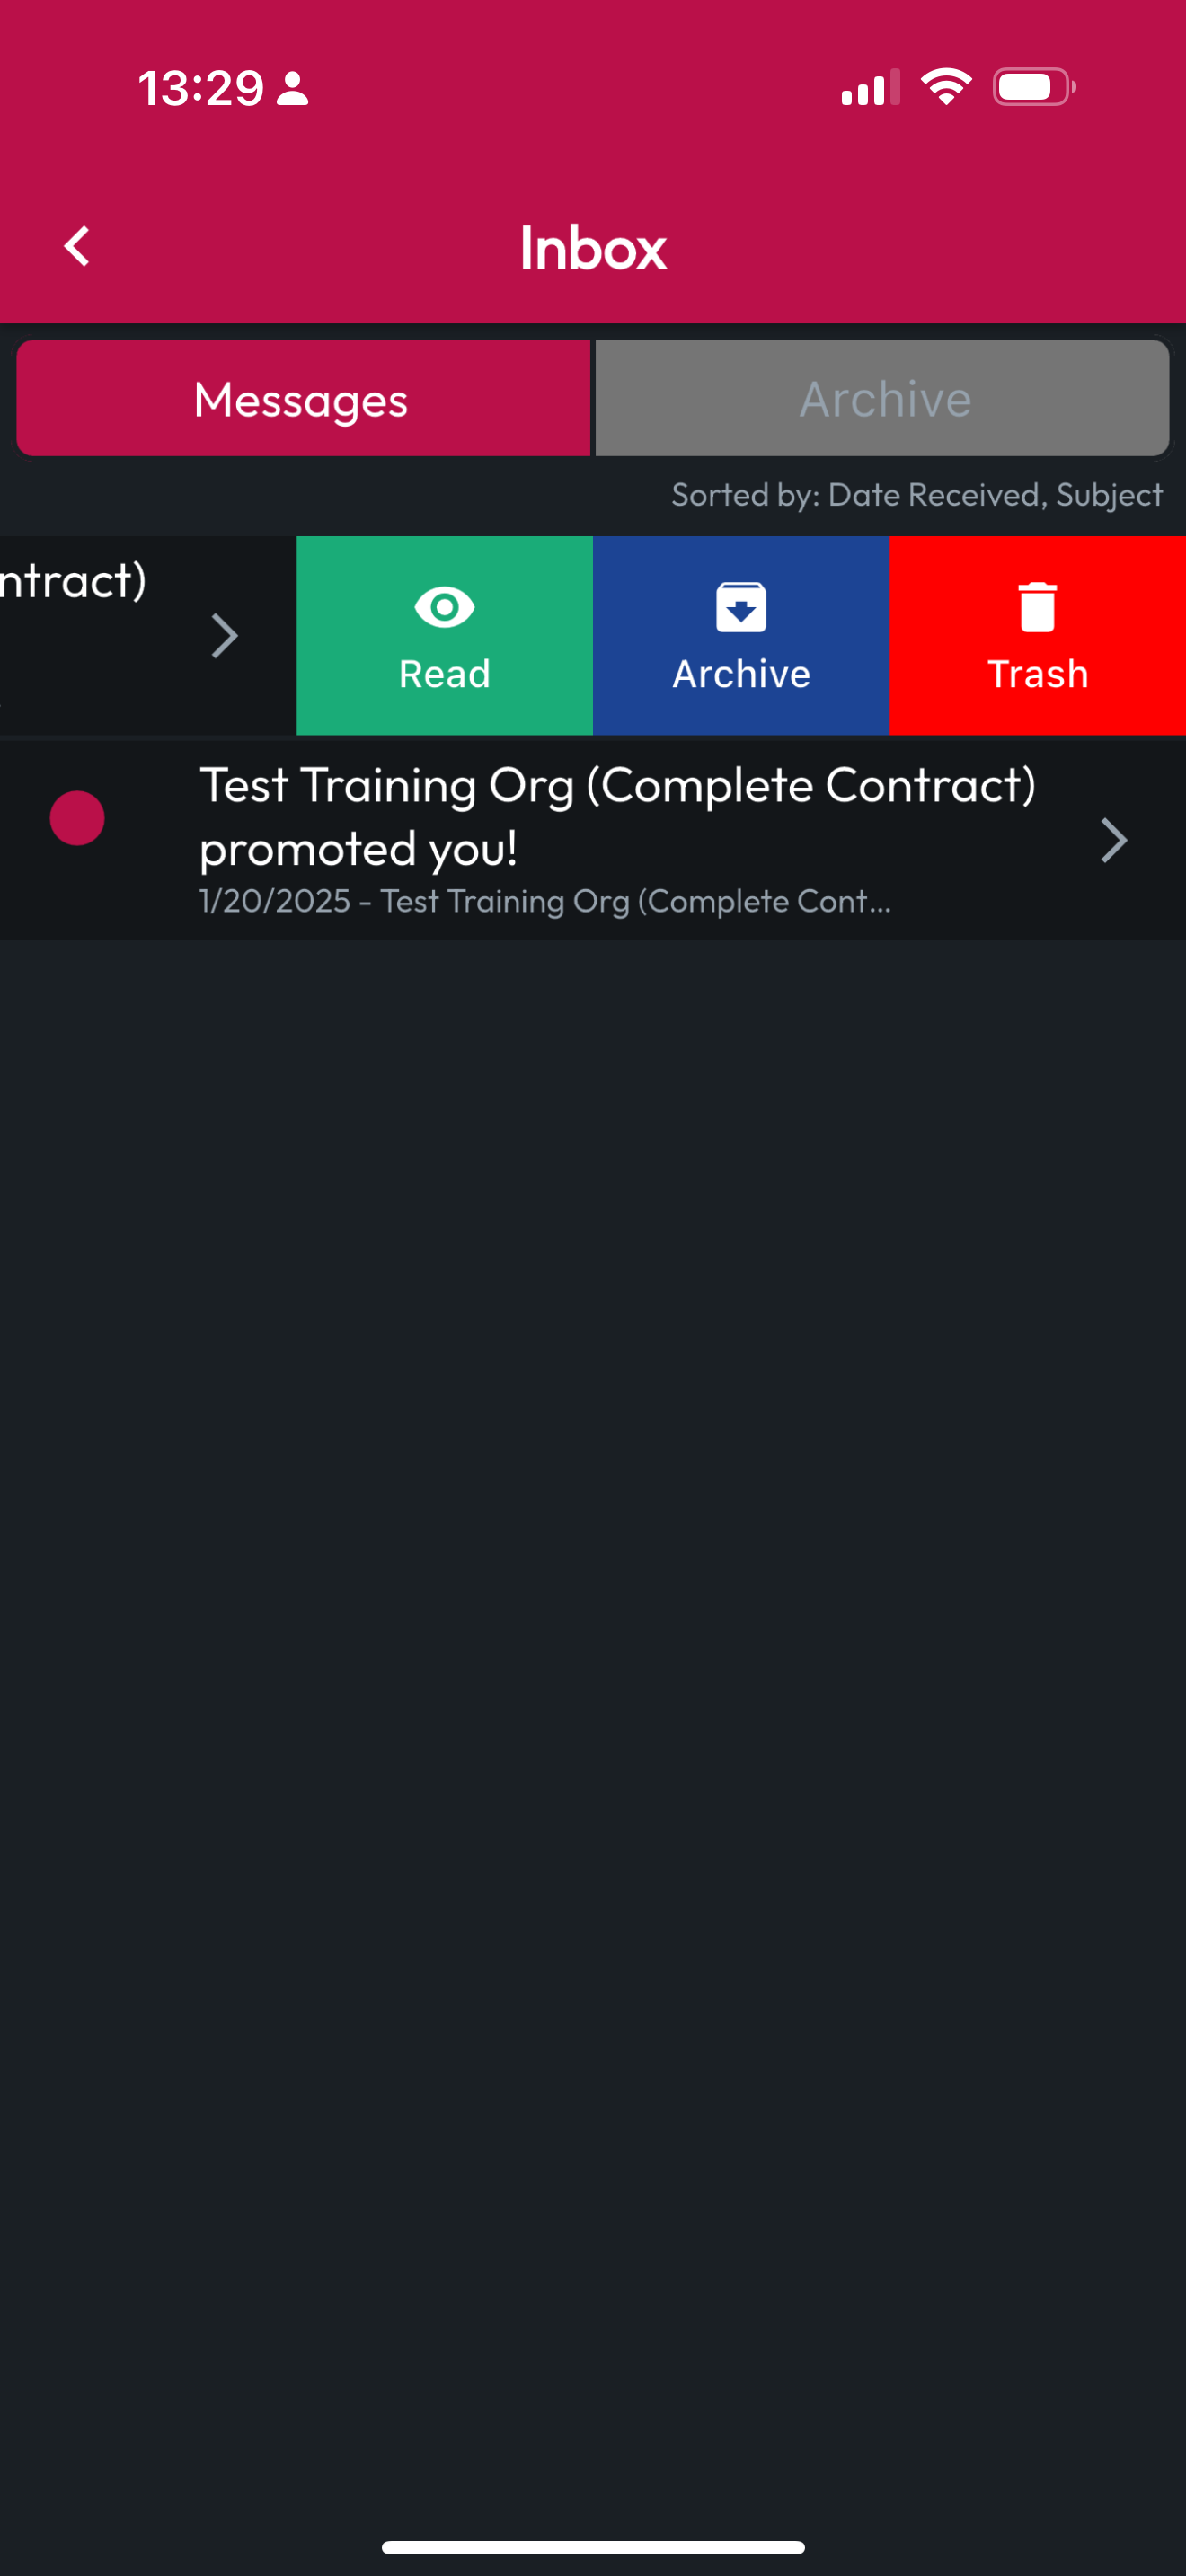 13:29
Inbox
Messages
Archive
Sorted by: Date Received, Subject
ntract)
Read
Archive
Trash
Test Training Org (Complete Contract)
promoted you!
1/20/2025 - Test Training Org (Complete Cont...